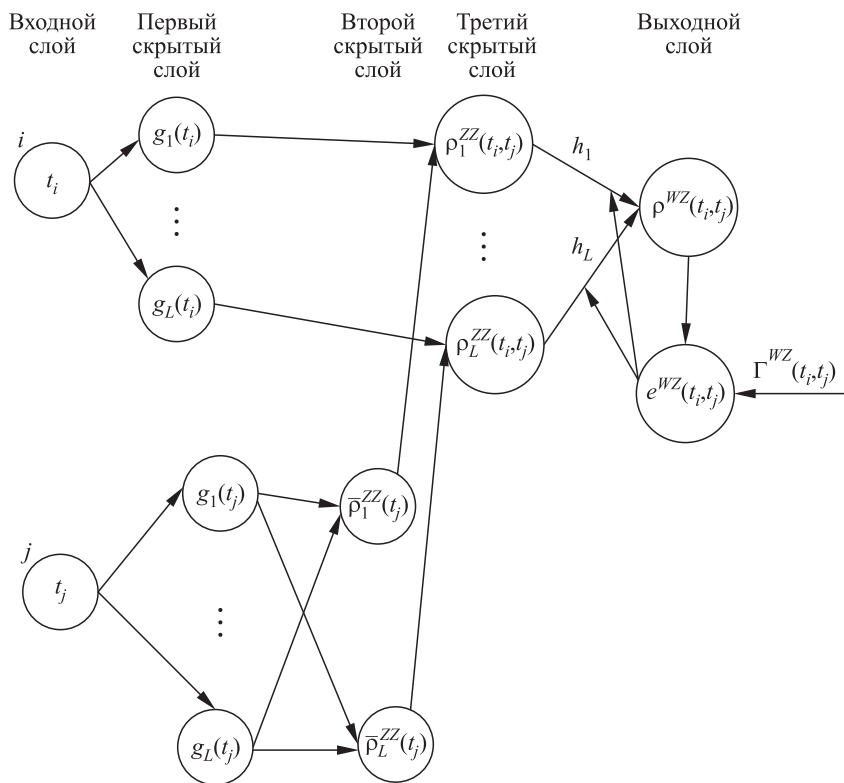 Входной слой
Первый скрытый слой
Второй скрытый слой
Третий скрытый слой
Выходной слой
i
t_i
g_1(t_i)
⋮
g_L(t_i)
ρ_1^{ZZ}(t_i,t_j)
⋮
ρ_L^{ZZ}(t_i,t_j)
h_1
h_L
ρ^{WZ}(t_i,t_j)
e^{WZ}(t_i,t_j)
Γ^{WZ}(t_i,t_j)
j
t_j
g_1(t_j)
⋮
g_L(t_j)
ρ̅_1^{ZZ}(t_j)
ρ̅_L^{ZZ}(t_j)